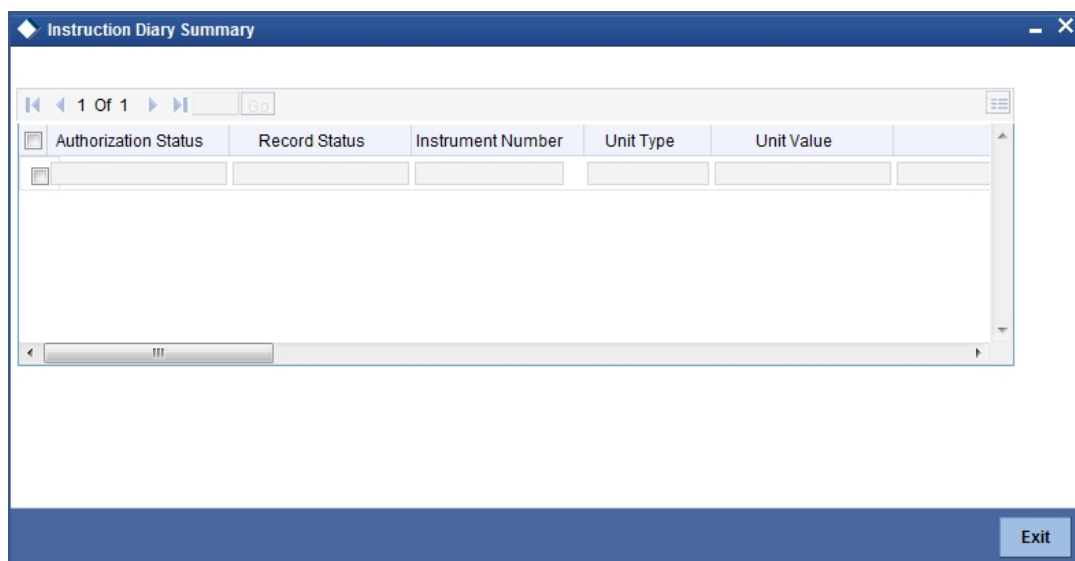 Instruction Diary Summary
1 Of 1 Go
Authorization Status Record Status Instrument Number Unit Type Unit Value
Exit